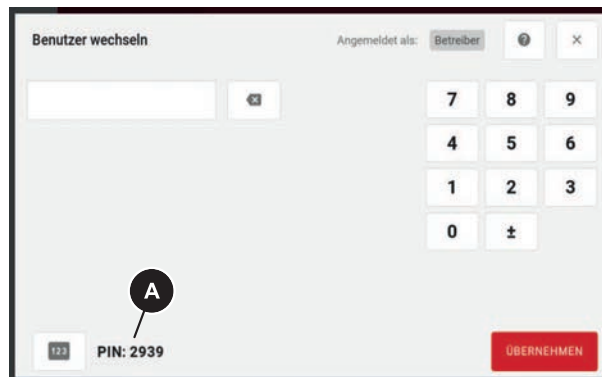 Benutzer wechseln Angemeldet als: Betreiber ? ×
7 8 9
4 5 6
1 2 3
0 ±
A
123 PIN: 2939 ÜBERNEHMEN